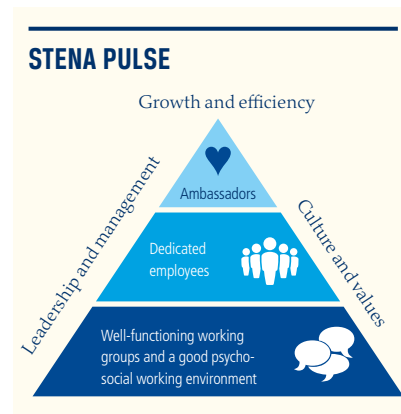 STENA PULSE
Growth and efficiency
Leadership and management
Culture and values
Ambassadors
Dedicated
employees
Well-functioning working
groups and a good psycho-
social working environment